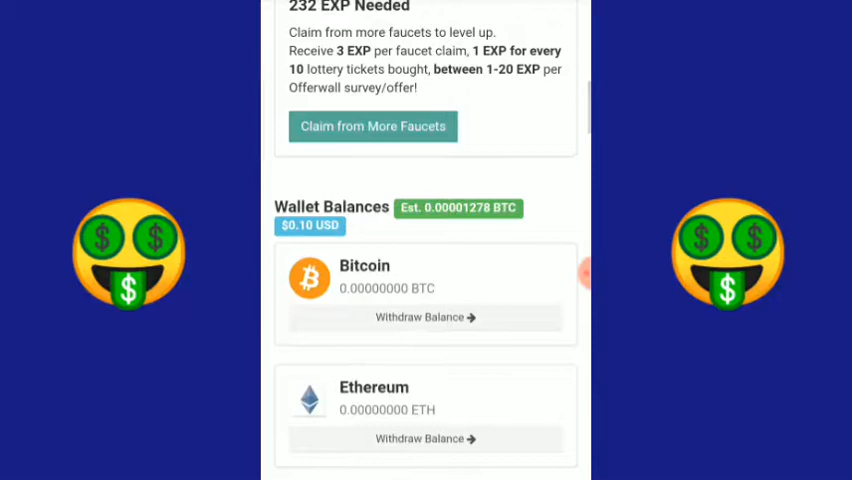 232 EXP Needed
Claim from more faucets to level up.
Receive 3 EXP per faucet claim, 1 EXP for every
10 lottery tickets bought, between 1-20 EXP per
Offerwall survey/offer!
Claim from More Faucets
Wallet Balances Est. 0.00001278 BTC
$0.10 USD
Bitcoin
0.00000000 BTC
Withdraw Balance →
Ethereum
0.00000000 ETH
Withdraw Balance →